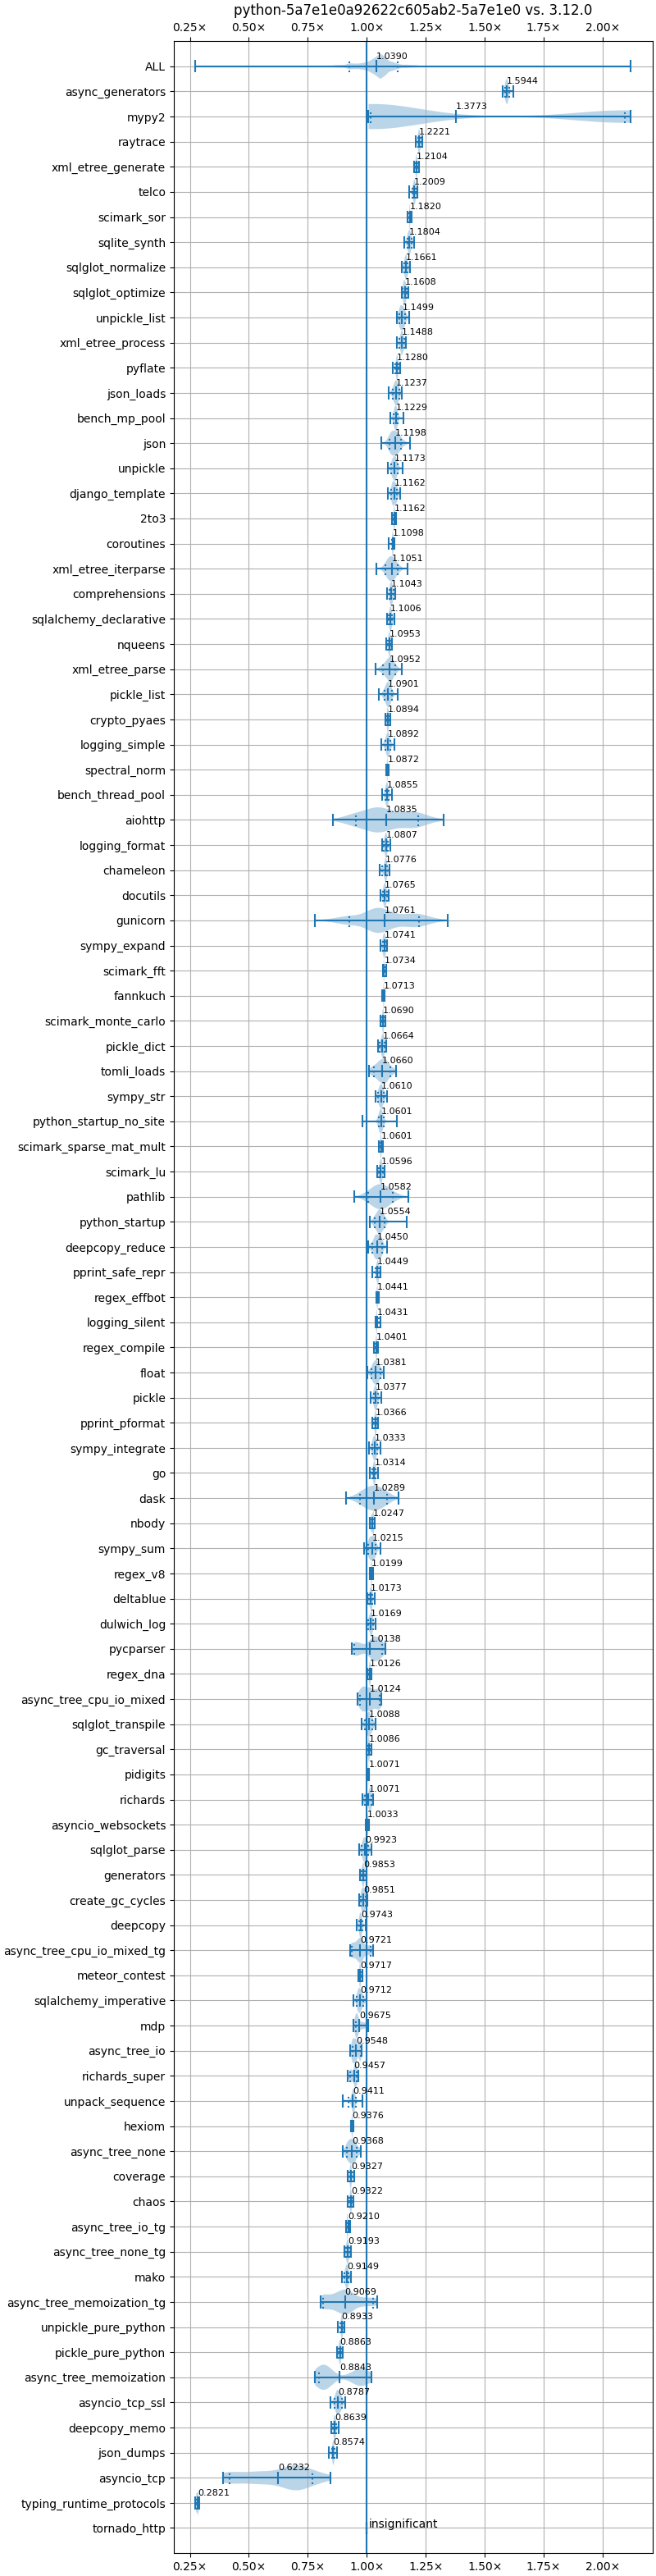 python-5a7e1e0a92622c605ab2-5a7e1e0 vs. 3.12.0
0.25× 0.50× 0.75× 1.00× 1.25× 1.50× 1.75× 2.00×
ALL 1.0390
async_generators 1.5944
mypy2 1.3773
raytrace 1.2221
xml_etree_generate 1.2104
telco 1.2009
scimark_sor 1.1820
sqlite_synth 1.1804
sqlglot_normalize 1.1661
sqlglot_optimize 1.1608
unpickle_list 1.1499
xml_etree_process 1.1488
pyflate 1.1280
json_loads 1.1237
bench_mp_pool 1.1229
json 1.1198
unpickle 1.1173
django_template 1.1162
2to3 1.1162
coroutines 1.1098
xml_etree_iterparse 1.1051
comprehensions 1.1043
sqlalchemy_declarative 1.1006
nqueens 1.0953
xml_etree_parse 1.0952
pickle_list 1.0901
crypto_pyaes 1.0894
logging_simple 1.0892
spectral_norm 1.0872
bench_thread_pool 1.0855
aiohttp 1.0835
logging_format 1.0807
chameleon 1.0776
docutils 1.0765
gunicorn 1.0761
sympy_expand 1.0741
scimark_fft 1.0734
fannkuch 1.0713
scimark_monte_carlo 1.0690
pickle_dict 1.0664
tomli_loads 1.0660
sympy_str 1.0610
python_startup_no_site 1.0601
scimark_sparse_mat_mult 1.0601
scimark_lu 1.0596
pathlib 1.0582
python_startup 1.0554
deepcopy_reduce 1.0450
pprint_safe_repr 1.0449
regex_effbot 1.0441
logging_silent 1.0431
regex_compile 1.0401
float 1.0381
pickle 1.0377
pprint_pformat 1.0366
sympy_integrate 1.0333
go 1.0314
dask 1.0289
nbody 1.0247
sympy_sum 1.0215
regex_v8 1.0199
deltablue 1.0173
dulwich_log 1.0169
pycparser 1.0138
regex_dna 1.0126
async_tree_cpu_io_mixed 1.0124
sqlglot_transpile 1.0088
gc_traversal 1.0086
pidigits 1.0071
richards 1.0071
asyncio_websockets 1.0033
sqlglot_parse 0.9923
generators 0.9853
create_gc_cycles 0.9851
deepcopy 0.9743
async_tree_cpu_io_mixed_tg 0.9721
meteor_contest 0.9717
sqlalchemy_imperative 0.9712
mdp 0.9675
async_tree_io 0.9548
richards_super 0.9457
unpack_sequence 0.9411
hexiom 0.9376
async_tree_none 0.9368
coverage 0.9327
chaos 0.9322
async_tree_io_tg 0.9210
async_tree_none_tg 0.9193
mako 0.9149
async_tree_memoization_tg 0.9069
unpickle_pure_python 0.8933
pickle_pure_python 0.8863
async_tree_memoization 0.8843
asyncio_tcp_ssl 0.8787
deepcopy_memo 0.8639
json_dumps 0.8574
asyncio_tcp 0.6232
typing_runtime_protocols 0.2821
tornado_http insignificant
0.25× 0.50× 0.75× 1.00× 1.25× 1.50× 1.75× 2.00×